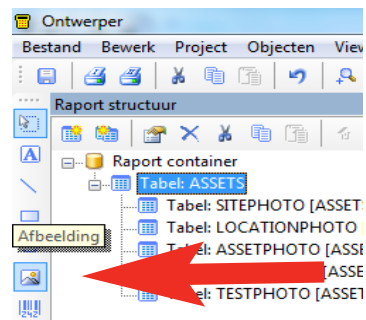 Ontwerper
Bestand Bewerk Project Objecten View
Raport structuur
A
Raport container
Tabel: ASSETS
Tabel: SITEPHOTO [ASSET
Tabel: LOCATIONPHOTO
Afbeelding
Tabel: ASSETPHOTO [ASSE
[ASSE
Tabel: TESTPHOTO [ASSET